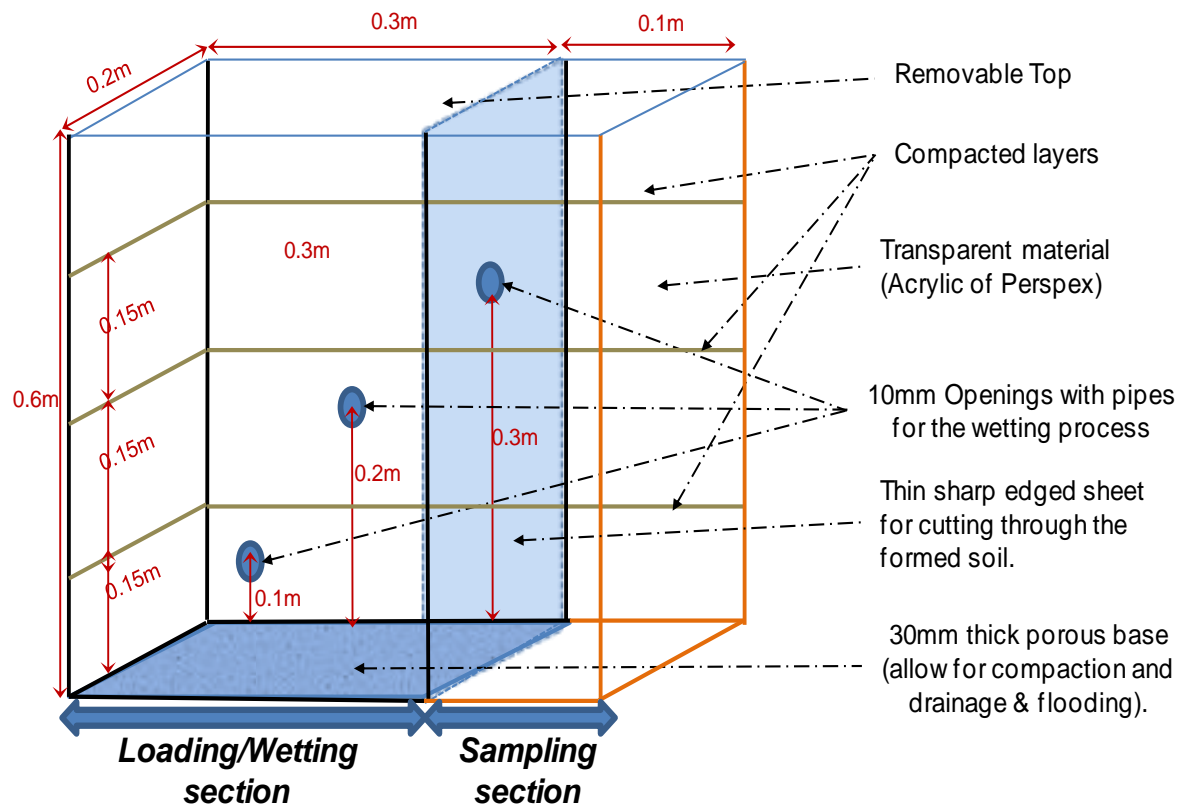 0.3m
0.1m
0.2m
Removable Top
Compacted layers
0.3m
Transparent material
(Acrylic of Perspex)
0.15m
0.6m
10mm Openings with pipes
for the wetting process
0.3m
0.15m
0.2m
Thin sharp edged sheet
for cutting through the
formed soil.
0.15m
0.1m
30mm thick porous base
(allow for compaction and
drainage & flooding).
Loading/Wetting
section
Sampling
section